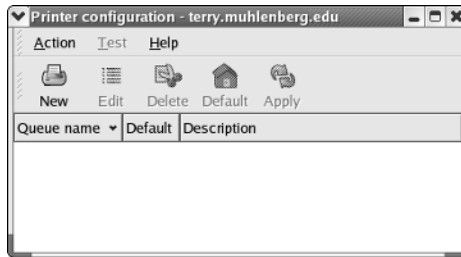 Printer configuration - terry.muhlenberg.edu
Action Test Help
New Edit Delete Default Apply
Queue name Default Description